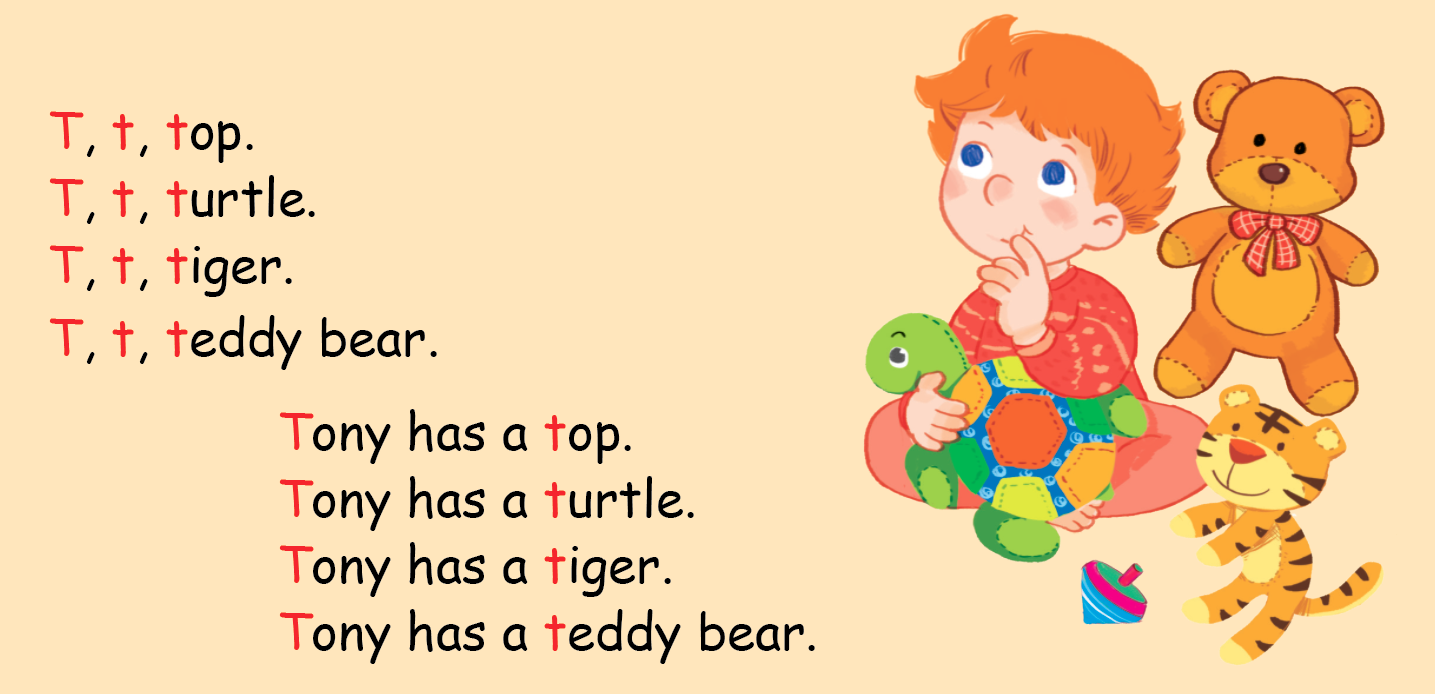 T, t, top.
T, t, turtle.
T, t, tiger.
T, t, teddy bear.
Tony has a top.
Tony has a turtle.
Tony has a tiger.
Tony has a teddy bear.